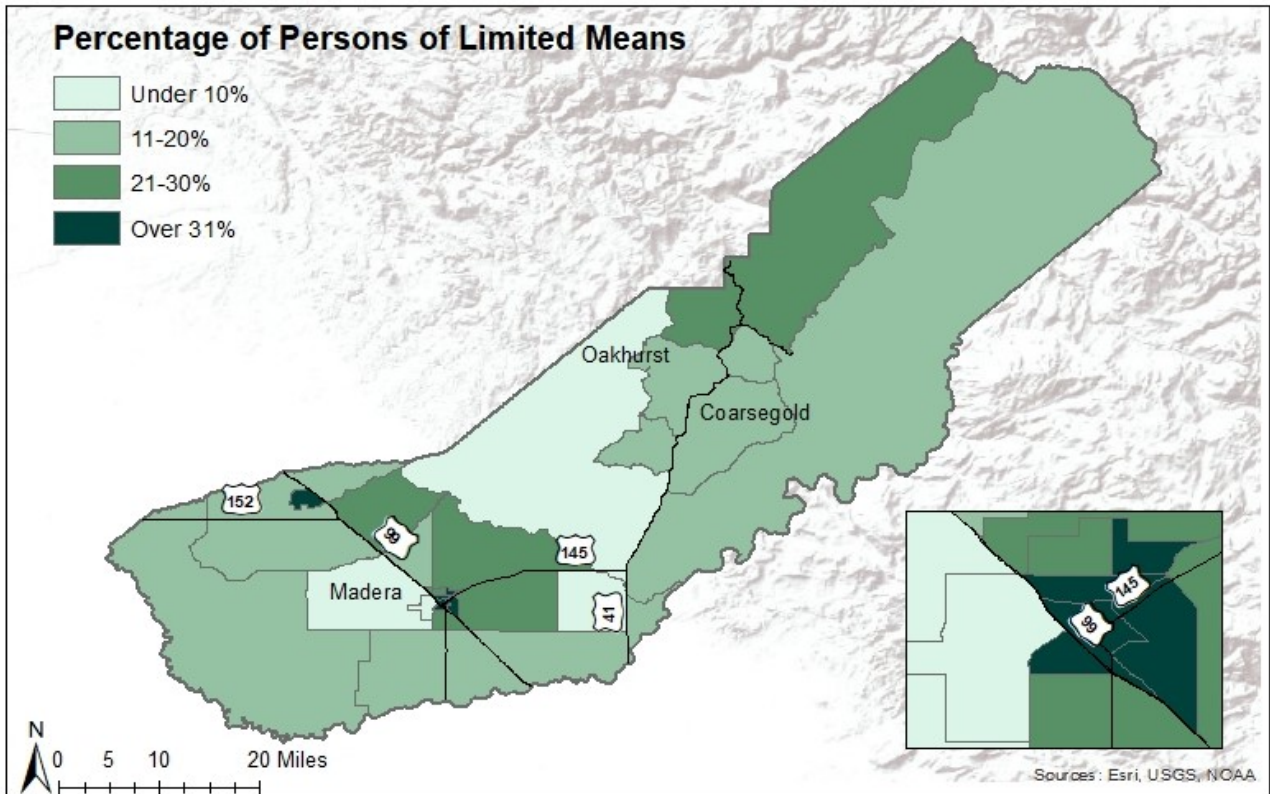 Percentage of Persons of Limited Means
Under 10%
11-20%
21-30%
Over 31%
Oakhurst
Coarsegold
152
99
145
Madera
41
145
99
N
0 5 10 20 Miles
Sources: Esri, USGS, NOAA